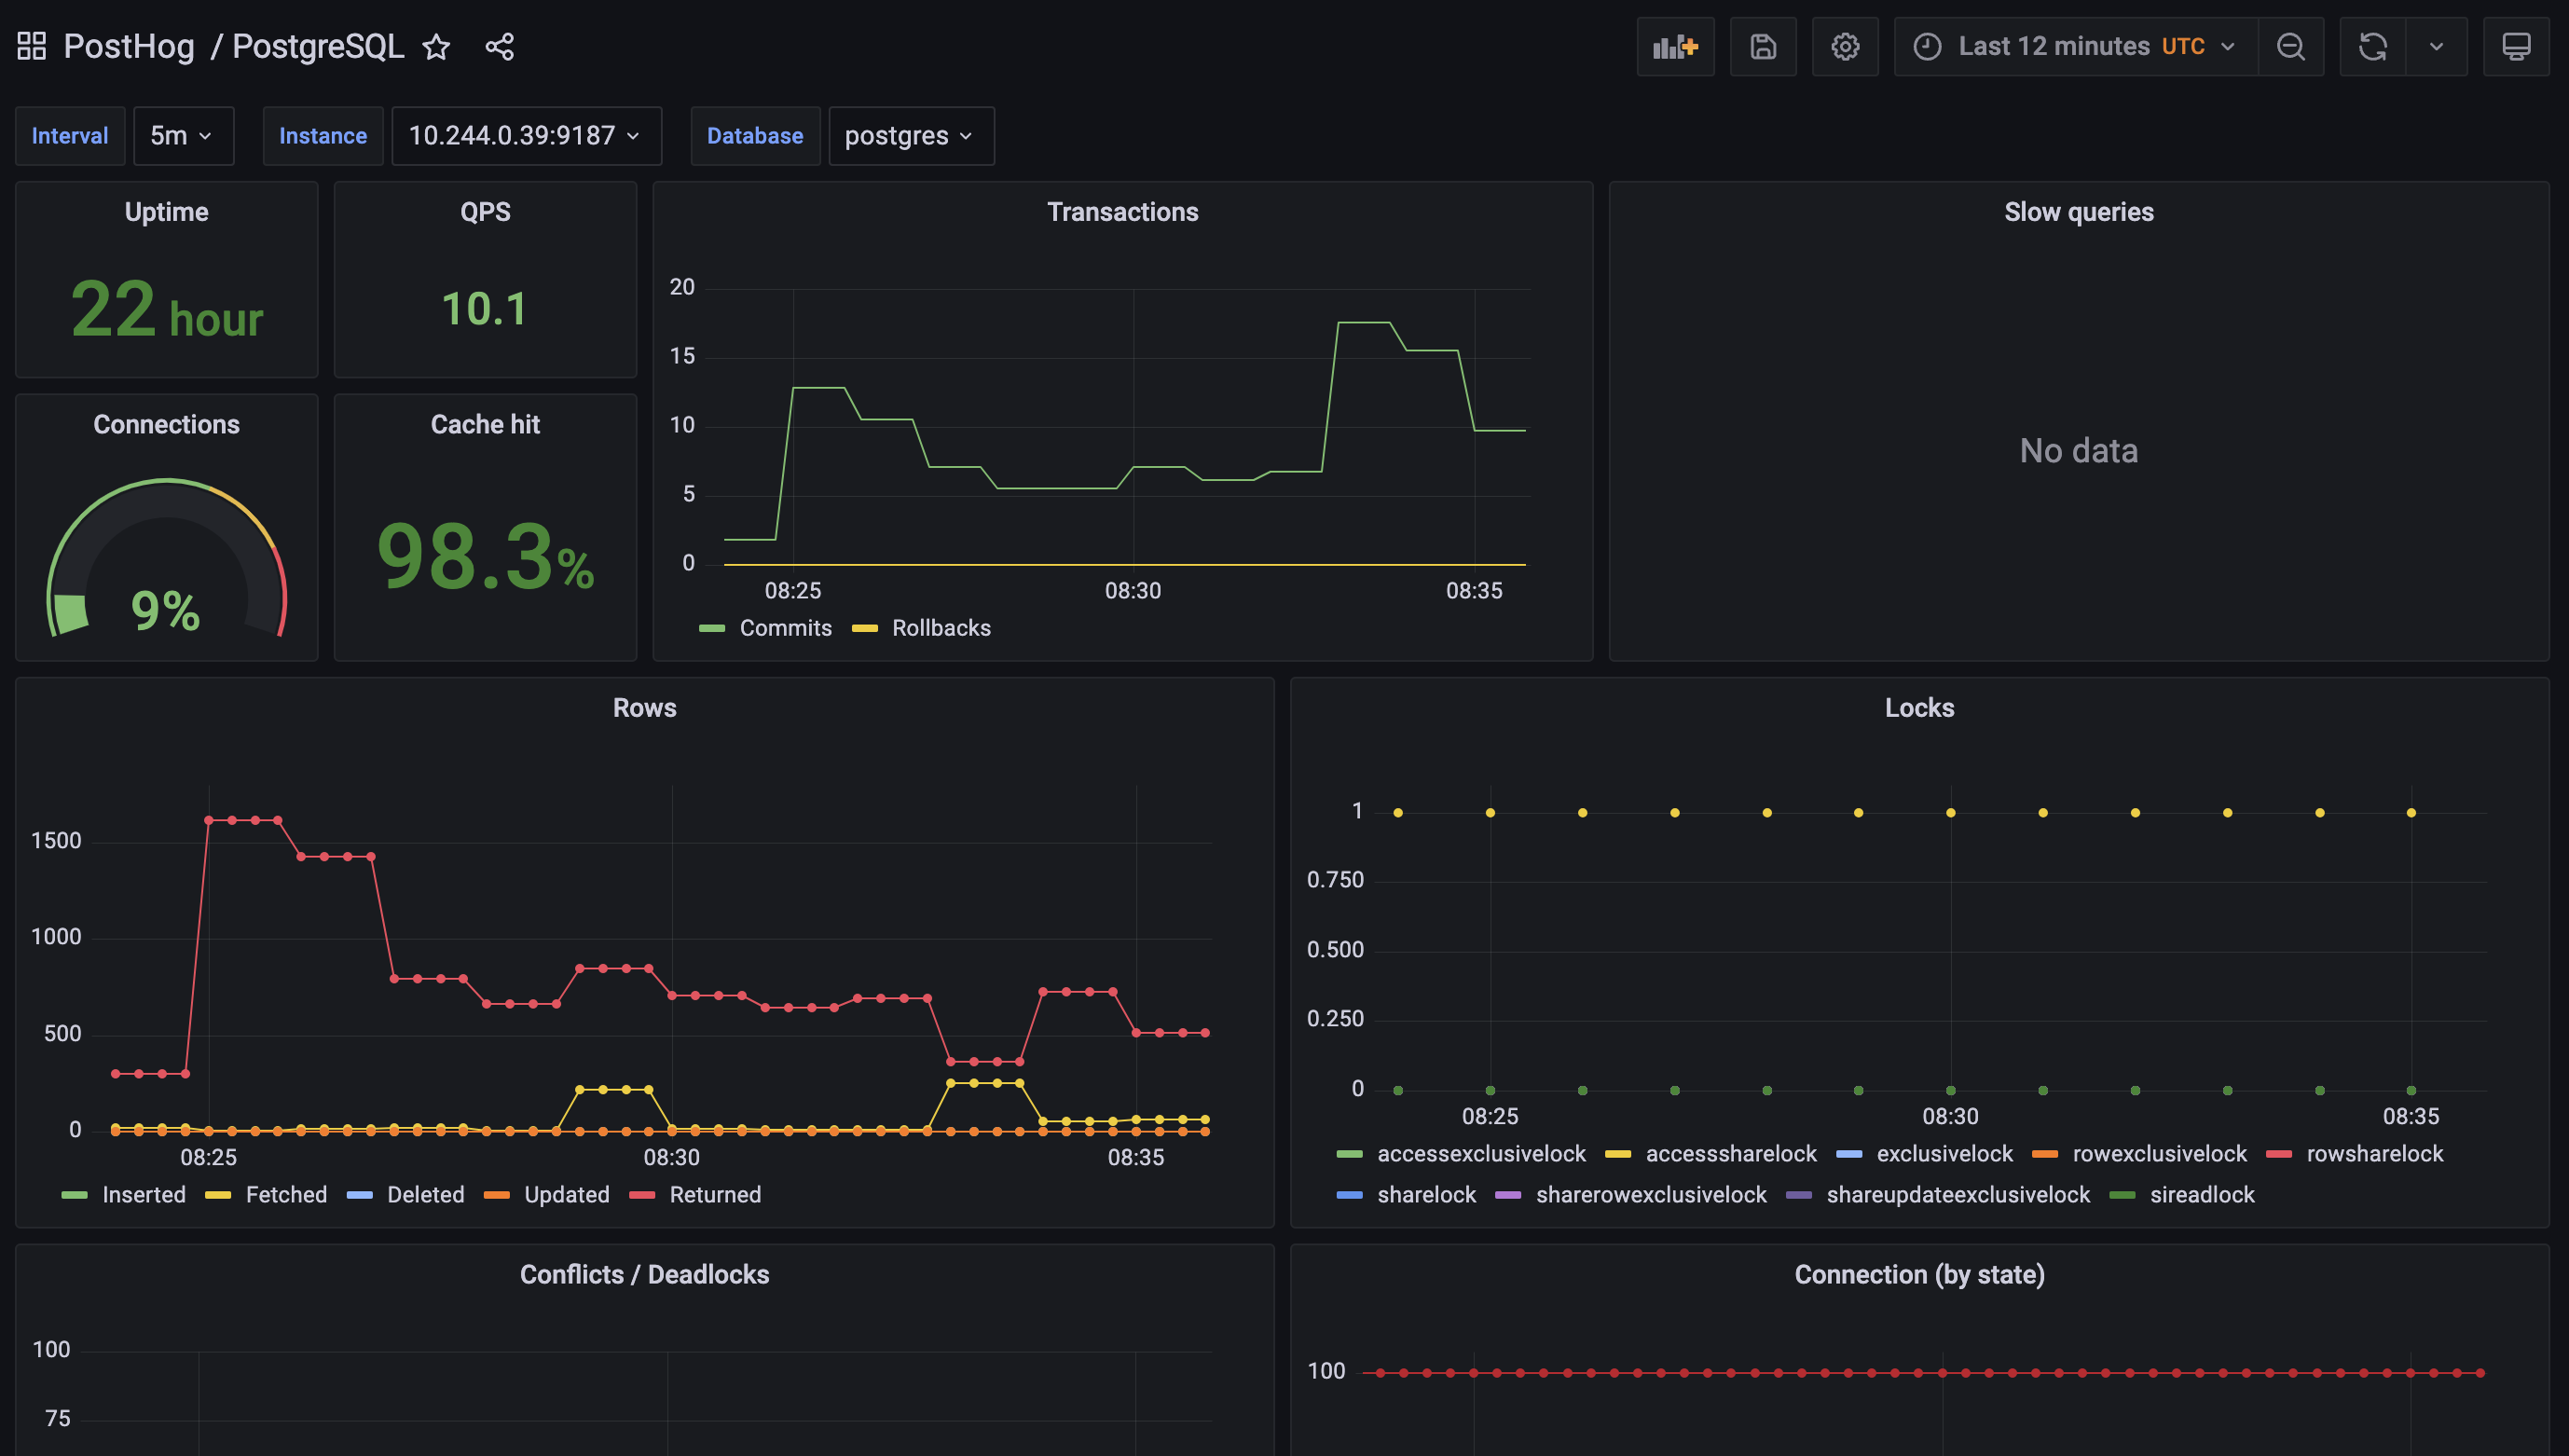 PostHog / PostgreSQL
Last 12 minutes UTC
Interval 5m Instance 10.244.0.39:9187 Database postgres
Uptime
22 hour
QPS
10.1
Connections
9%
Cache hit
98.3%
Transactions
20
15
10
5
0
08:25 08:30 08:35
Commits Rollbacks
Slow queries
No data
Rows
1500
1000
500
0
08:25 08:30 08:35
Inserted Fetched Deleted Updated Returned
Locks
1
0.750
0.500
0.250
0
08:25 08:30 08:35
accessexclusivelock accesssharelock exclusivelock rowexclusivelock rowsharelock
sharelock sharerowexclusivelock shareupdateexclusivelock sireadlock
Conflicts / Deadlocks
100
75
Connection (by state)
100